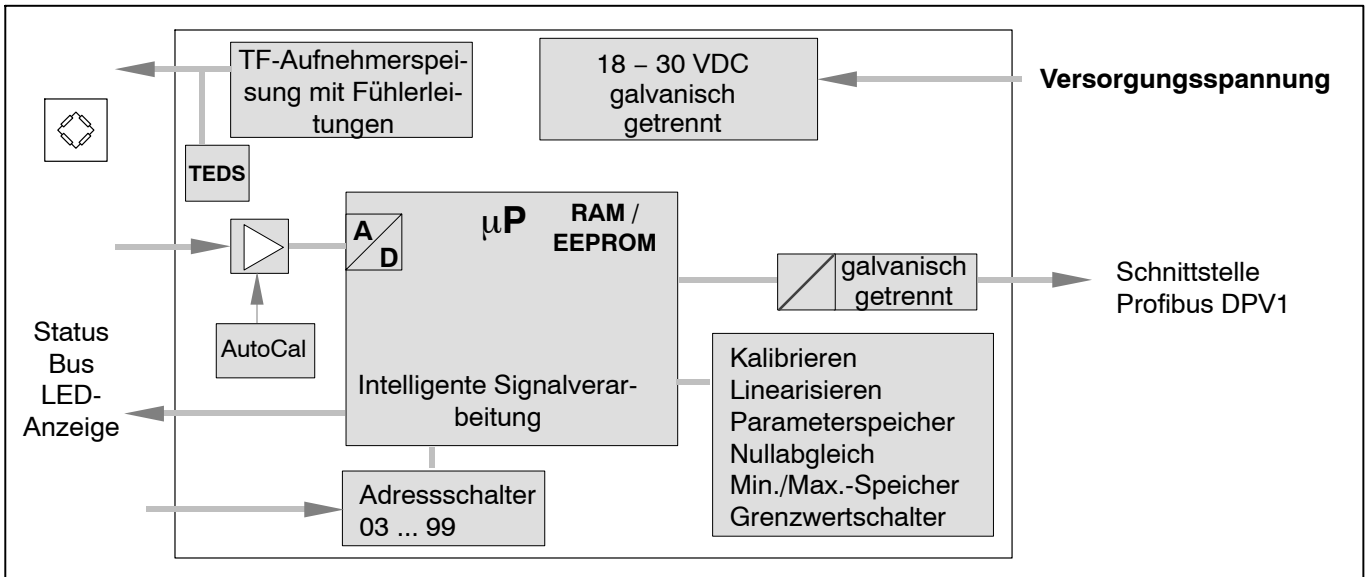 TF-Aufnehmerspei-
sung mit Fühlerlei-
tungen
18 – 30 VDC
galvanisch
getrennt
Versorgungsspannung
TEDS
A
D
µP
RAM /
EEPROM
galvanisch
getrennt
Schnittstelle
Profibus DPV1
AutoCal
Status
Bus
LED-
Anzeige
Intelligente Signalverar-
beitung
Kalibrieren
Linearisieren
Parameterspeicher
Nullabgleich
Min./Max.-Speicher
Grenzwertschalter
Adressschalter
03 ... 99